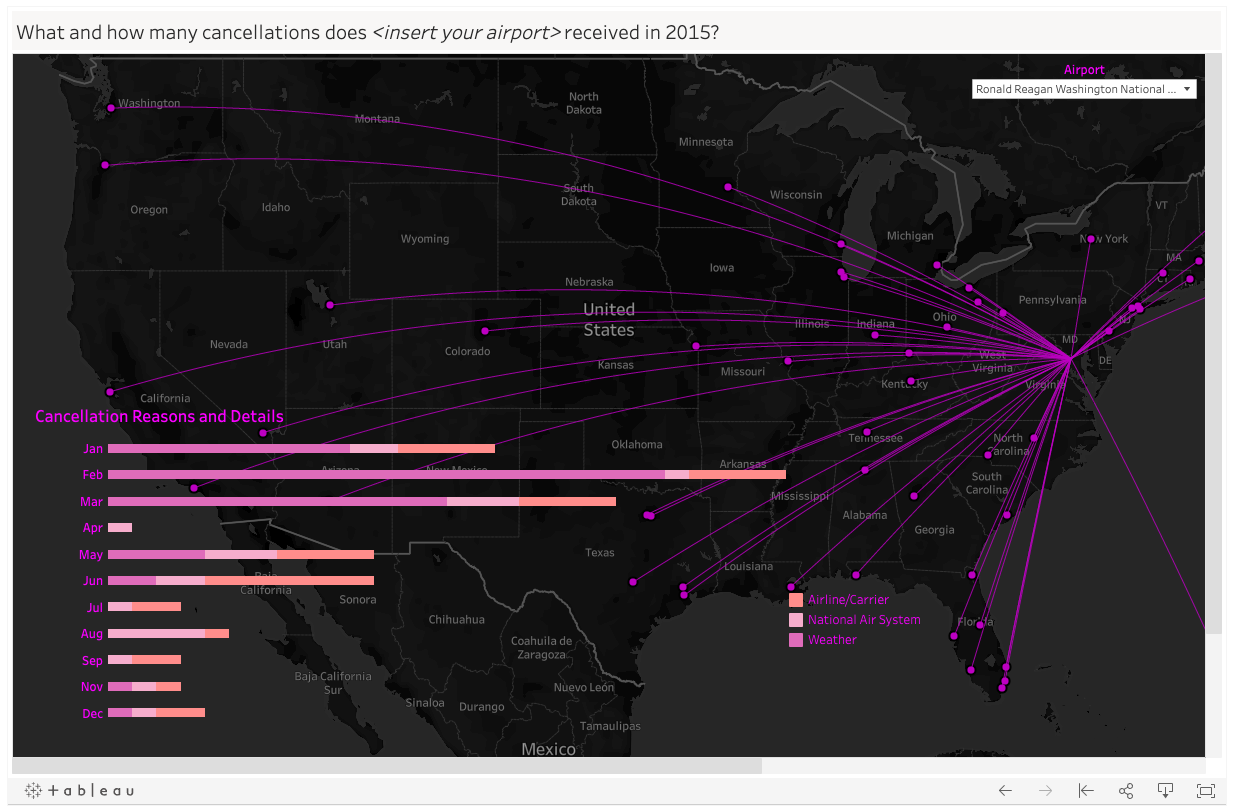 What and how many cancellations does <insert your airport> received in 2015?
Airport
Ronald Reagan Washington National ...
Washington
Montana
North
Dakota
Minnesota
South
Dakota
Wisconsin
VT
Oregon
Idaho
Wyoming
Michigan
New York
MA
CT
Iowa
Nebraska
Pennsylvania
United
States
Illinois
Indiana
Ohio
NJ
Nevada
Utah
Colorado
Kansas
Missouri
West
Virginia
MD
DE
Kentucky
Virginia
California
Cancellation Reasons and Details
Oklahoma
Tennessee
North
Carolina
Arizona
New Mexico
Arkansas
South
Carolina
Mississippi
Alabama
Georgia
Texas
Louisiana
Jan
Feb
Mar
Apr
May
Jun
Jul
Aug
Sep
Nov
Dec
Baja
California
Sonora
Chihuahua
Airline/Carrier
National Air System
Weather
Florida
Coahuila de
Zaragoza
Baja California
Sur
Nuevo León
Sinaloa
Durango
Tamaulipas
Mexico
+ a b l e a u